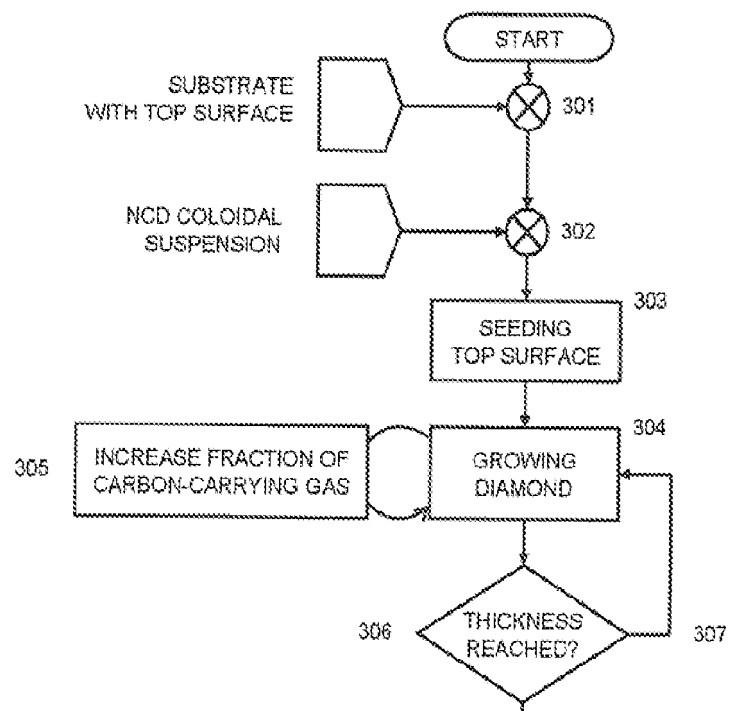 START
SUBSTRATE
WITH TOP SURFACE
301
NCD COLOIDAL
SUSPENSION
302
303
SEEDING
TOP SURFACE
304
305
INCREASE FRACTION OF
CARBON-CARRYING GAS
GROWING
DIAMOND
306
THICKNESS
REACHED?
307